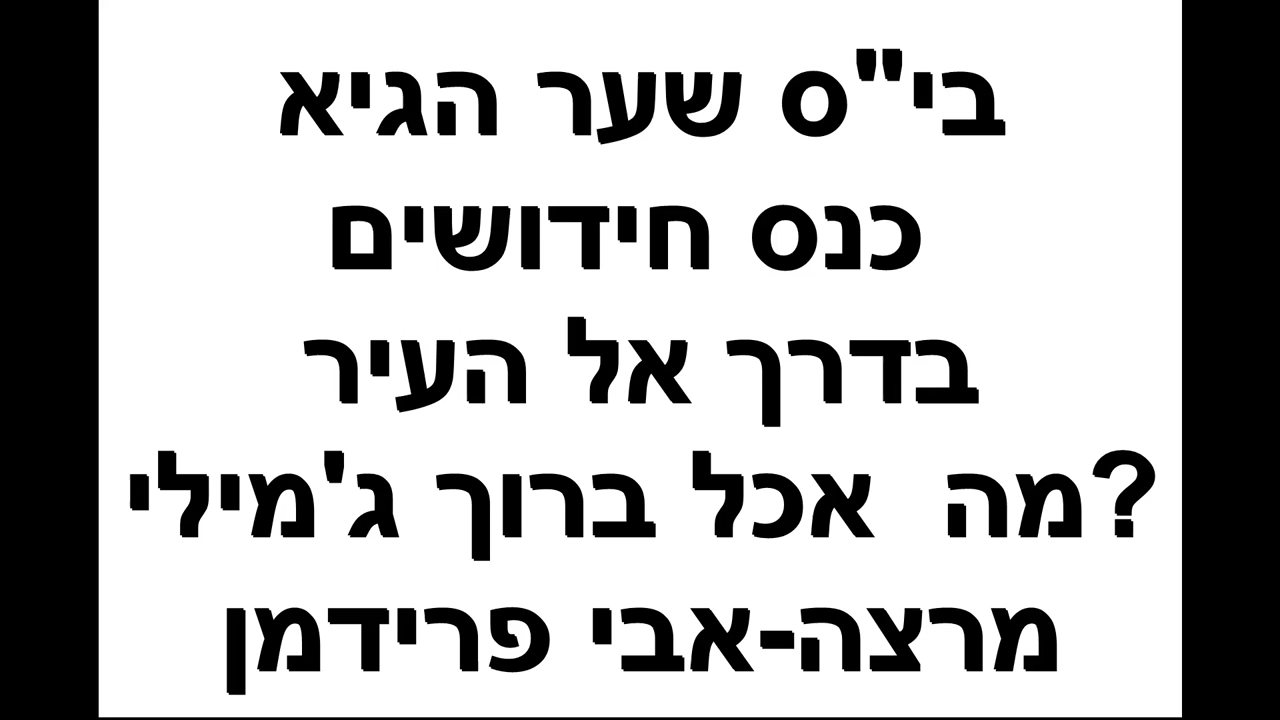 בי"ס שער הגיא
כנס חידושים
בדרך אל העיר
?מה אכל ברוך ג'מילי
מרצה-אבי פרידמן